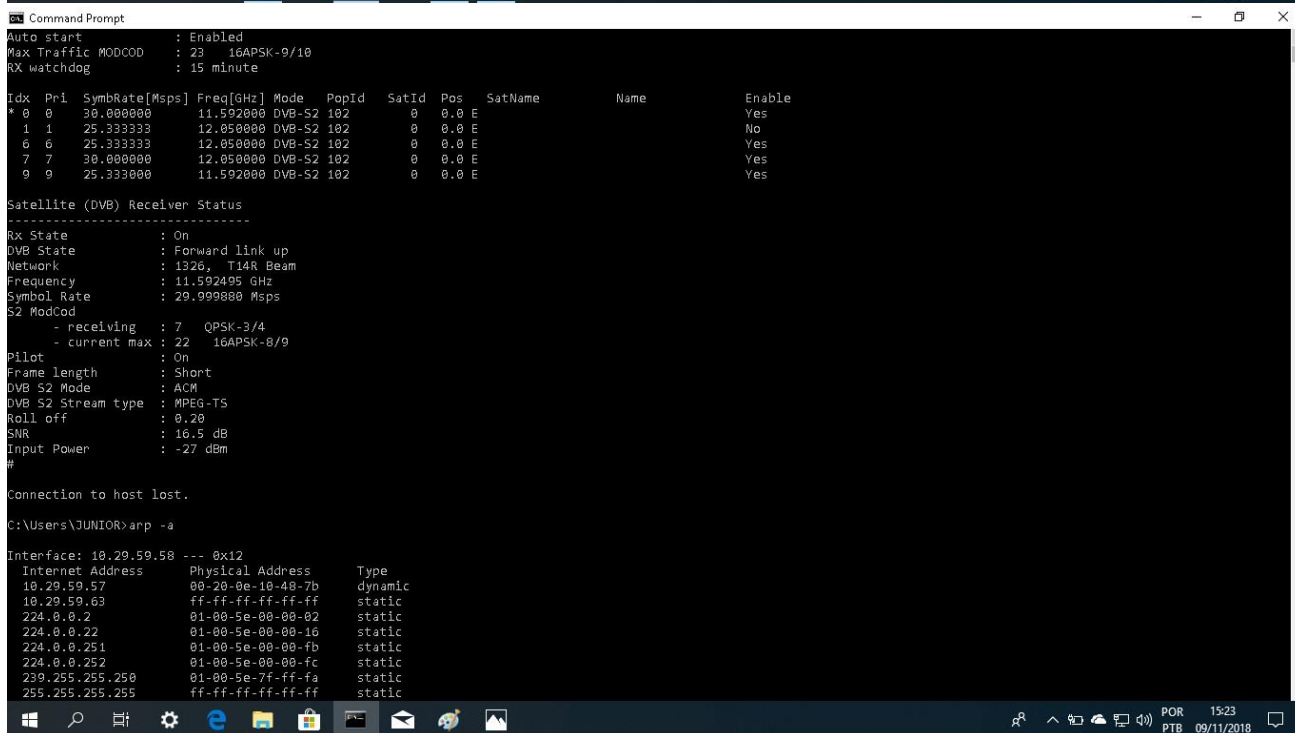 Command Prompt
Auto start : Enabled
Max Traffic MODCOD : 23 16APSK-9/10
RX watchdog : 15 minute
Idx Pri SymbRate[Msps] Freq[GHz] Mode PopId SatId Pos SatName Name Enable
* 0 0 30.000000 11.592000 DVB-S2 102 0 0.0 E Yes
1 1 25.333333 12.050000 DVB-S2 102 0 0.0 E No
6 6 25.333333 12.050000 DVB-S2 102 0 0.0 E Yes
7 7 30.000000 12.050000 DVB-S2 102 0 0.0 E Yes
9 9 25.333000 11.592000 DVB-S2 102 0 0.0 E Yes
Satellite (DVB) Receiver Status
--------------------------------
Rx State : On
DVB State : Forward link up
Network : 1326, T14R Beam
Frequency : 11.592495 GHz
Symbol Rate : 29.999880 Msps
S2 ModCod
- receiving : 7 QPSK-3/4
- current max : 22 16APSK-8/9
Pilot : On
Frame length : Short
DVB S2 Mode : ACM
DVB S2 Stream type : MPEG-TS
Roll off : 0.20
SNR : 16.5 dB
Input Power : -27 dBm
#
Connection to host lost.
C:\Users\JUNIOR>arp -a
Interface: 10.29.59.58 --- 0x12
Internet Address Physical Address Type
10.29.59.57 00-20-0e-10-48-7b dynamic
10.29.59.63 ff-ff-ff-ff-ff-ff static
224.0.0.2 01-00-5e-00-00-02 static
224.0.0.22 01-00-5e-00-00-16 static
224.0.0.251 01-00-5e-00-00-fb static
224.0.0.252 01-00-5e-00-00-fc static
239.255.255.250 01-00-5e-7f-ff-fa static
255.255.255.255 ff-ff-ff-ff-ff-ff static
POR 15:23
PTB 09/11/2018